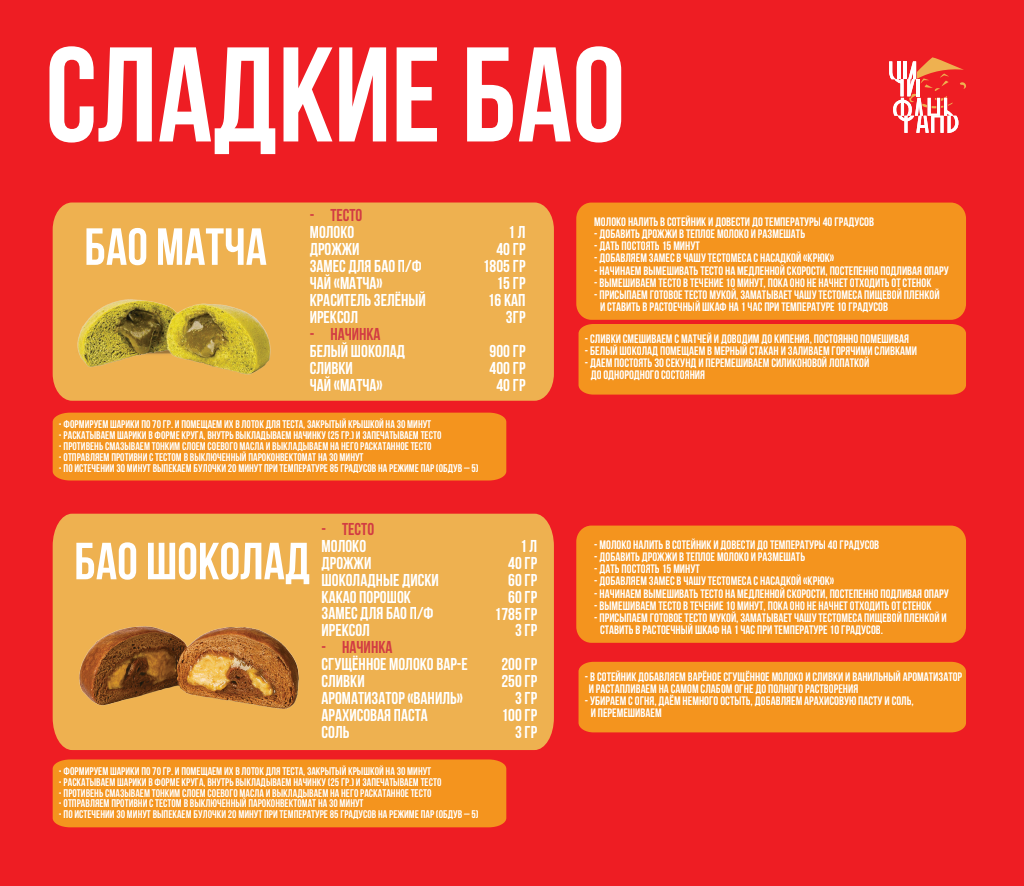 СЛАДКИЕ БАО
ЧИ
ФАНЬ
БАО МАТЧА
- ТЕСТО
МОЛОКО 1 Л
ДРОЖЖИ 40 ГР
ЗАМЕС ДЛЯ БАО П/Ф 1805 ГР
ЧАЙ «МАТЧА» 15 ГР
КРАСИТЕЛЬ ЗЕЛЁНЫЙ 16 КАП
ИРЕКСОЛ 3ГР
- НАЧИНКА
БЕЛЫЙ ШОКОЛАД 900 ГР
СЛИВКИ 400 ГР
ЧАЙ «МАТЧА» 40 ГР
МОЛОКО НАЛИТЬ В СОТЕЙНИК И ДОВЕСТИ ДО ТЕМПЕРАТУРЫ 40 ГРАДУСОВ
- ДОБАВИТЬ ДРОЖЖИ В ТЕПЛОЕ МОЛОКО И РАЗМЕШАТЬ
- ДАТЬ ПОСТОЯТЬ 15 МИНУТ
- ДОБАВЛЯЕМ ЗАМЕС В ЧАШУ ТЕСТОМЕСА С НАСАДКОЙ «КРЮК»
- НАЧИНАЕМ ВЫМЕШИВАТЬ ТЕСТО НА МЕДЛЕННОЙ СКОРОСТИ, ПОСТЕПЕННО ПОДЛИВАЯ ОПАРУ
- ВЫМЕШИВАЕМ ТЕСТО В ТЕЧЕНИЕ 10 МИНУТ, ПОКА ОНО НЕ НАЧНЕТ ОТХОДИТЬ ОТ СТЕНОК
- ПРИСЫПАЕМ ГОТОВОЕ ТЕСТО МУКОЙ, ЗАМАТЫВАЕТ ЧАШУ ТЕСТОМЕСА ПИЩЕВОЙ ПЛЕНКОЙ
И СТАВИТЬ В РАСТОЕЧНЫЙ ШКАФ НА 1 ЧАС ПРИ ТЕМПЕРАТУРЕ 10 ГРАДУСОВ
- СЛИВКИ СМЕШИВАЕМ С МАТЧЕЙ И ДОВОДИМ ДО КИПЕНИЯ, ПОСТОЯННО ПОМЕШИВАЯ
- БЕЛЫЙ ШОКОЛАД ПОМЕЩАЕМ В МЕРНЫЙ СТАКАН И ЗАЛИВАЕМ ГОРЯЧИМИ СЛИВКАМИ
- ДАЕМ ПОСТОЯТЬ 30 СЕКУНД И ПЕРЕМЕШИВАЕМ СИЛИКОНОВОЙ ЛОПАТКОЙ
ДО ОДНОРОДНОГО СОСТОЯНИЯ
- ФОРМИРУЕМ ШАРИКИ ПО 70 ГР. И ПОМЕЩАЕМ ИХ В ЛОТОК ДЛЯ ТЕСТА, ЗАКРЫТЫЙ КРЫШКОЙ НА 30 МИНУТ
- РАСКАТЫВАЕМ ШАРИКИ В ФОРМЕ КРУГА, ВНУТРЬ ВЫКЛАДЫВАЕМ НАЧИНКУ (25 ГР.) И ЗАПЕЧАТЫВАЕМ ТЕСТО
- ПРОТИВЕНЬ СМАЗЫВАЕМ ТОНКИМ СЛОЕМ СОЕВОГО МАСЛА И ВЫКЛАДЫВАЕМ НА НЕГО РАСКАТАННОЕ ТЕСТО
- ОТПРАВЛЯЕМ ПРОТИВНИ С ТЕСТОМ В ВЫКЛЮЧЕННЫЙ ПАРОКОНВЕКТОМАТ НА 30 МИНУТ
- ПО ИСТЕЧЕНИИ 30 МИНУТ ВЫПЕКАЕМ БУЛОЧКИ 20 МИНУТ ПРИ ТЕМПЕРАТУРЕ 85 ГРАДУСОВ НА РЕЖИМЕ ПАР (ОБДУВ – 5)
БАО ШОКОЛАД
- ТЕСТО
МОЛОКО 1 Л
ДРОЖЖИ 40 ГР
ШОКОЛАДНЫЕ ДИСКИ 60 ГР
КАКАО ПОРОШОК 60 ГР
ЗАМЕС ДЛЯ БАО П/Ф 1785 ГР
ИРЕКСОЛ 3 ГР
- НАЧИНКА
СГУЩЁННОЕ МОЛОКО ВАР-Е 200 ГР
СЛИВКИ 250 ГР
АРОМАТИЗАТОР «ВАНИЛЬ» 3 ГР
АРАХИСОВАЯ ПАСТА 100 ГР
СОЛЬ 3 ГР
- МОЛОКО НАЛИТЬ В СОТЕЙНИК И ДОВЕСТИ ДО ТЕМПЕРАТУРЫ 40 ГРАДУСОВ
- ДОБАВИТЬ ДРОЖЖИ В ТЕПЛОЕ МОЛОКО И РАЗМЕШАТЬ
- ДАТЬ ПОСТОЯТЬ 15 МИНУТ
- ДОБАВЛЯЕМ ЗАМЕС В ЧАШУ ТЕСТОМЕСА С НАСАДКОЙ «КРЮК»
- НАЧИНАЕМ ВЫМЕШИВАТЬ ТЕСТО НА МЕДЛЕННОЙ СКОРОСТИ, ПОСТЕПЕННО ПОДЛИВАЯ ОПАРУ
- ВЫМЕШИВАЕМ ТЕСТО В ТЕЧЕНИЕ 10 МИНУТ, ПОКА ОНО НЕ НАЧНЕТ ОТХОДИТЬ ОТ СТЕНОК
- ПРИСЫПАЕМ ГОТОВОЕ ТЕСТО МУКОЙ, ЗАМАТЫВАЕТ ЧАШУ ТЕСТОМЕСА ПИЩЕВОЙ ПЛЕНКОЙ И
СТАВИТЬ В РАСТОЕЧНЫЙ ШКАФ НА 1 ЧАС ПРИ ТЕМПЕРАТУРЕ 10 ГРАДУСОВ.
- В СОТЕЙНИК ДОБАВЛЯЕМ ВАРЁНОЕ СГУЩЁННОЕ МОЛОКО И СЛИВКИ И ВАНИЛЬНЫЙ АРОМАТИЗАТОР
И РАСТАПЛИВАЕМ НА САМОМ СЛАБОМ ОГНЕ ДО ПОЛНОГО РАСТВОРЕНИЯ
- УБИРАЕМ С ОГНЯ, ДАЁМ НЕМНОГО ОСТЫТЬ, ДОБАВЛЯЕМ АРАХИСОВУЮ ПАСТУ И СОЛЬ,
И ПЕРЕМЕШИВАЕМ
- ФОРМИРУЕМ ШАРИКИ ПО 70 ГР. И ПОМЕЩАЕМ ИХ В ЛОТОК ДЛЯ ТЕСТА, ЗАКРЫТЫЙ КРЫШКОЙ НА 30 МИНУТ
- РАСКАТЫВАЕМ ШАРИКИ В ФОРМЕ КРУГА, ВНУТРЬ ВЫКЛАДЫВАЕМ НАЧИНКУ (25 ГР.) И ЗАПЕЧАТЫВАЕМ ТЕСТО
- ПРОТИВЕНЬ СМАЗЫВАЕМ ТОНКИМ СЛОЕМ СОЕВОГО МАСЛА И ВЫКЛАДЫВАЕМ НА НЕГО РАСКАТАННОЕ ТЕСТО
- ОТПРАВЛЯЕМ ПРОТИВНИ С ТЕСТОМ В ВЫКЛЮЧЕННЫЙ ПАРОКОНВЕКТОМАТ НА 30 МИНУТ
- ПО ИСТЕЧЕНИИ 30 МИНУТ ВЫПЕКАЕМ БУЛОЧКИ 20 МИНУТ ПРИ ТЕМПЕРАТУРЕ 85 ГРАДУСОВ НА РЕЖИМЕ ПАР (ОБДУВ – 5)